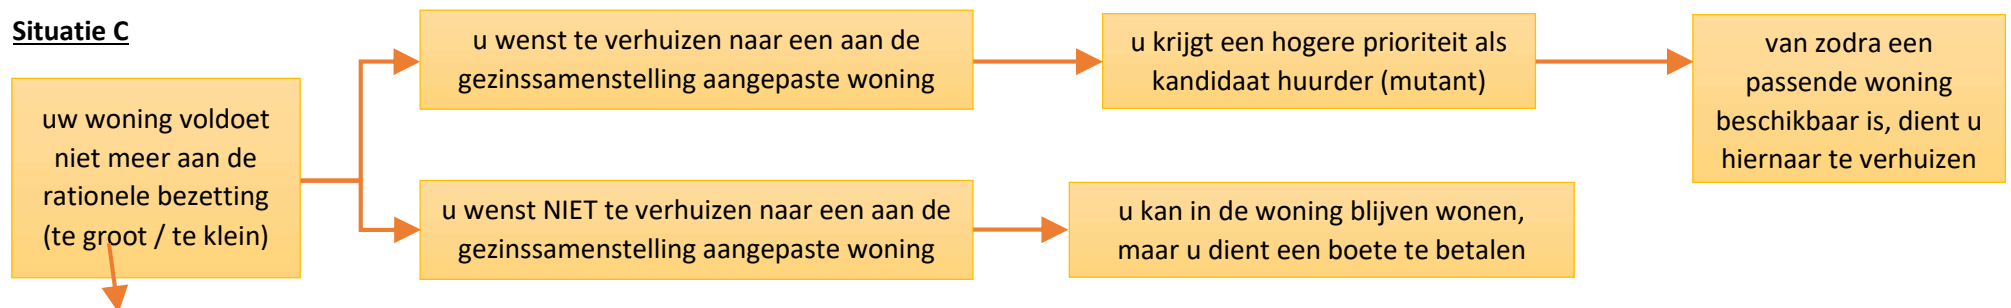 Situatie C
uw woning voldoet
niet meer aan de
rationele bezetting
(te groot / te klein)
u wenst te verhuizen naar een aan de
gezinssamenstelling aangepaste woning
u krijgt een hogere prioriteit als
kandidaat huurder (mutant)
van zodra een
passende woning
beschikbaar is, dient u
hiernaar te verhuizen
u wenst NIET te verhuizen naar een aan de
gezinssamenstelling aangepaste woning
u kan in de woning blijven wonen,
maar u dient een boete te betalen